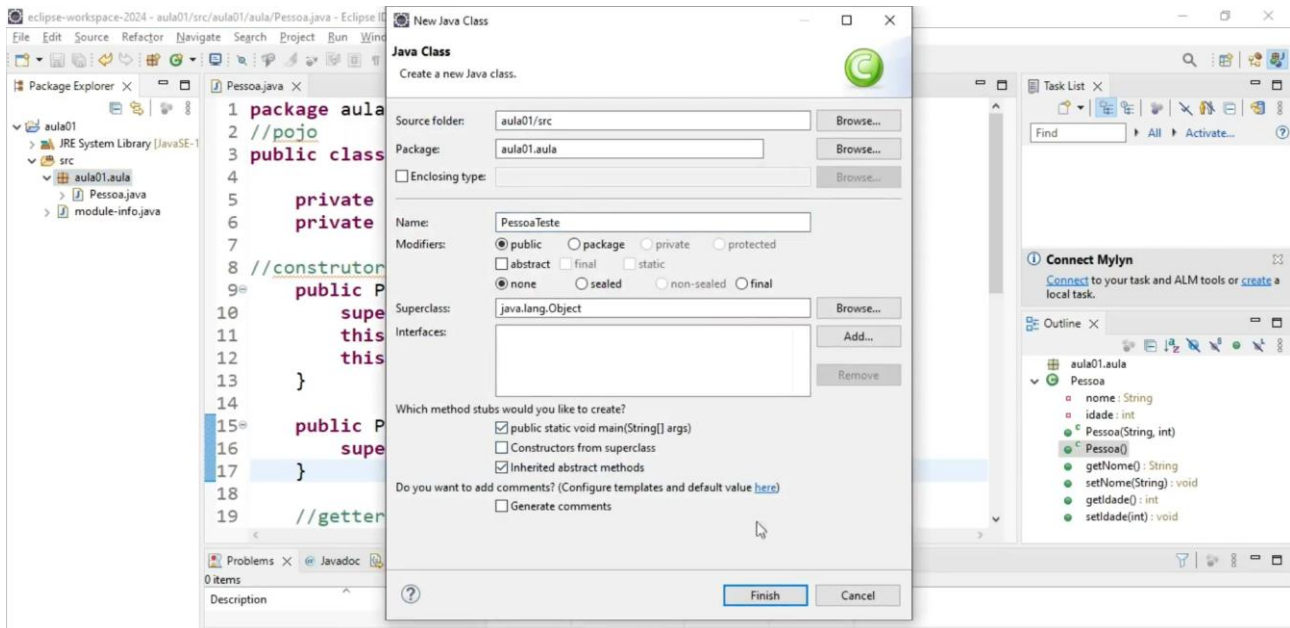 eclipse-workspace-2024 - aula01/src/aula01/aula/Pessoa.java - Eclipse ID
File Edit Source Refactor Navigate Search Project Run Wind
Package Explorer
aula01
JRE System Library [JavaSE-1
src
aula01.aula
Pessoa.java
module-info.java
Pessoa.java
1 package aula
2 //pojo
3 public class
4
5 private
6 private
7
8 //construtor
9 public P
10 supe
11 this
12 this
13 }
14
15 public P
16 supe
17 }
18
19 //getter
Problems Javadoc
0 items
Description
New Java Class
Java Class
Create a new Java class.
Source folder: aula01/src Browse...
Package: aula01.aula Browse...
Enclosing type: Browse...
Name: PessoaTeste
Modifiers: public package private protected
abstract final static
none sealed non-sealed final
Superclass: java.lang.Object Browse...
Interfaces: Add...
Remove
Which method stubs would you like to create?
public static void main(String[] args)
Constructors from superclass
Inherited abstract methods
Do you want to add comments? (Configure templates and default value here)
Generate comments
? Finish Cancel
Task List
Find All Activate... ?
Connect Mylyn
Connect to your task and ALM tools or create a
local task.
Outline
aula01.aula
Pessoa
nome : String
idade : int
Pessoa(String, int)
Pessoa()
getNome() : String
setNome(String) : void
getIdade() : int
setIdade(int) : void